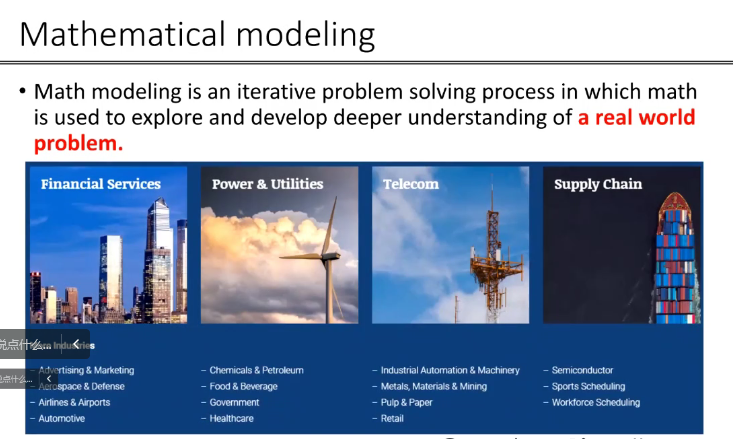 Mathematical modeling
• Math modeling is an iterative problem solving process in which math
is used to explore and develop deeper understanding of a real world
problem.
Financial Services
Power & Utilities
Telecom
Supply Chain
说点什么...
Industries
说点什么...
– Advertising & Marketing
– Aerospace & Defense
– Airlines & Airports
– Automotive
– Chemicals & Petroleum
– Food & Beverage
– Government
– Healthcare
– Industrial Automation & Machinery
– Metals, Materials & Mining
– Pulp & Paper
– Retail
– Semiconductor
– Sports Scheduling
– Workforce Scheduling